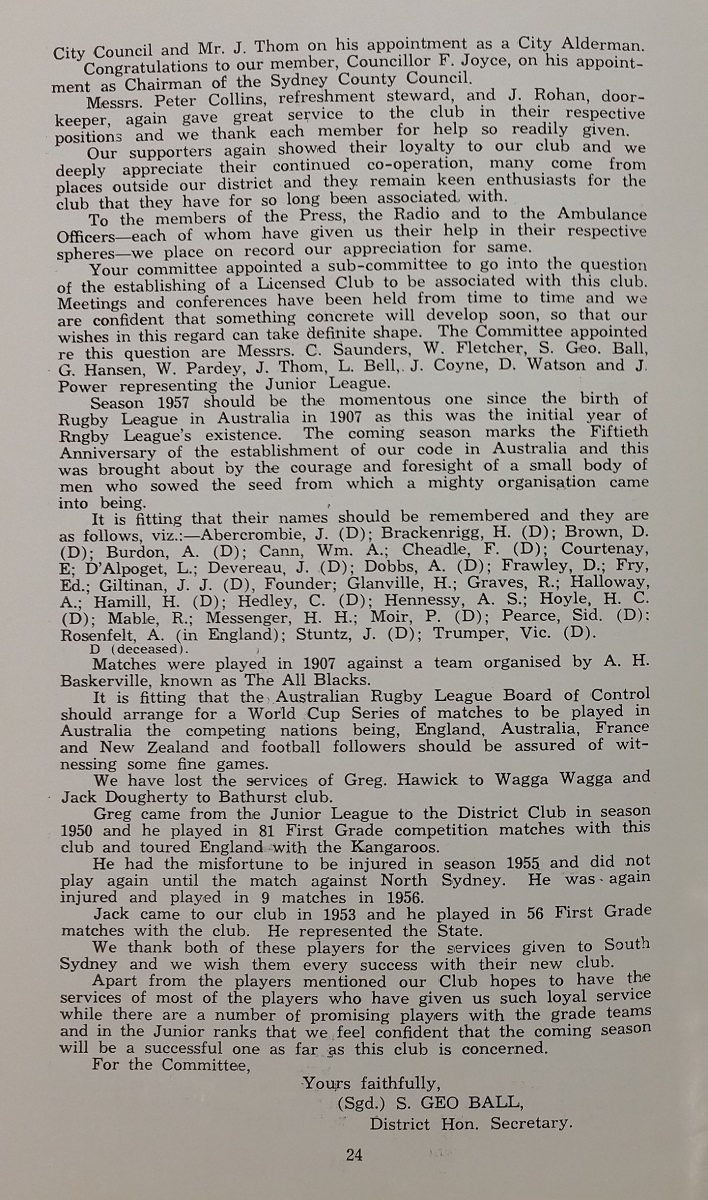 City Council and Mr. J. Thom on his appointment as a City Alderman.
Congratulations to our member, Councillor F. Joyce, on his appoint-
ment as Chairman of the Sydney County Council.
Messrs. Peter Collins, refreshment steward, and J. Rohan, door-
keeper, again gave great service to the club in their respective
positions and we thank each member for help so readily given.
Our supporters again showed their loyalty to our club and we
deeply appreciate their continued co-operation, many come from
places outside our district and they remain keen enthusiasts for the
club that they have for so long been associated with.
To the members of the Press, the Radio and to the Ambulance
Officers—each of whom have given us their help in their respective
spheres—we place on record our appreciation for same.
Your committee appointed a sub-committee to go into the question
of the establishing of a Licensed Club to be associated with this club.
Meetings and conferences have been held from time to time and we
are confident that something concrete will develop soon, so that our
wishes in this regard can take definite shape. The Committee appointed
re this question are Messrs. C. Saunders, W. Fletcher, S. Geo. Ball,
G. Hansen, W. Pardey, J. Thom, L. Bell, J. Coyne, D. Watson and J.
Power representing the Junior League.
Season 1957 should be the momentous one since the birth of
Rugby League in Australia in 1907 as this was the initial year of
Rngby League's existence. The coming season marks the Fiftieth
Anniversary of the establishment of our code in Australia and this
was brought about by the courage and foresight of a small body of
men who sowed the seed from which a mighty organisation came
into being.
It is fitting that their names should be remembered and they are
as follows, viz.:—Abercrombie, J. (D); Brackenrigg, H. (D); Brown, D.
(D); Burdon, A. (D); Cann, Wm. A.; Cheadle, F. (D); Courtenay,
E; D'Alpoget, L.; Devereau, J. (D); Dobbs, A. (D); Frawley, D.; Fry,
Ed.; Giltinan, J. J. (D), Founder; Glanville, H.; Graves, R.; Halloway,
A.; Hamill, H. (D); Hedley, C. (D); Hennessy, A. S.; Hoyle, H. C.
(D); Mable, R.; Messenger, H. H.; Moir, P. (D); Pearce, Sid. (D);
Rosenfelt, A. (in England); Stuntz, J. (D); Trumper, Vic. (D).
D (deceased).
Matches were played in 1907 against a team organised by A. H.
Baskerville, known as The All Blacks.
It is fitting that the Australian Rugby League Board of Control
should arrange for a World Cup Series of matches to be played in
Australia the competing nations being, England, Australia, France
and New Zealand and football followers should be assured of wit-
nessing some fine games.
We have lost the services of Greg. Hawick to Wagga Wagga and
Jack Dougherty to Bathurst club.
Greg came from the Junior League to the District Club in season
1950 and he played in 81 First Grade competition matches with this
club and toured England with the Kangaroos.
He had the misfortune to be injured in season 1955 and did not
play again until the match against North Sydney. He was again
injured and played in 9 matches in 1956.
Jack came to our club in 1953 and he played in 56 First Grade
matches with the club. He represented the State.
We thank both of these players for the services given to South
Sydney and we wish them every success with their new club.
Apart from the players mentioned our Club hopes to have the
services of most of the players who have given us such loyal service
while there are a number of promising players with the grade teams
and in the Junior ranks that we feel confident that the coming season
will be a successful one as far as this club is concerned.
For the Committee,
Yours faithfully,
(Sgd.) S. GEO BALL,
District Hon. Secretary.
24